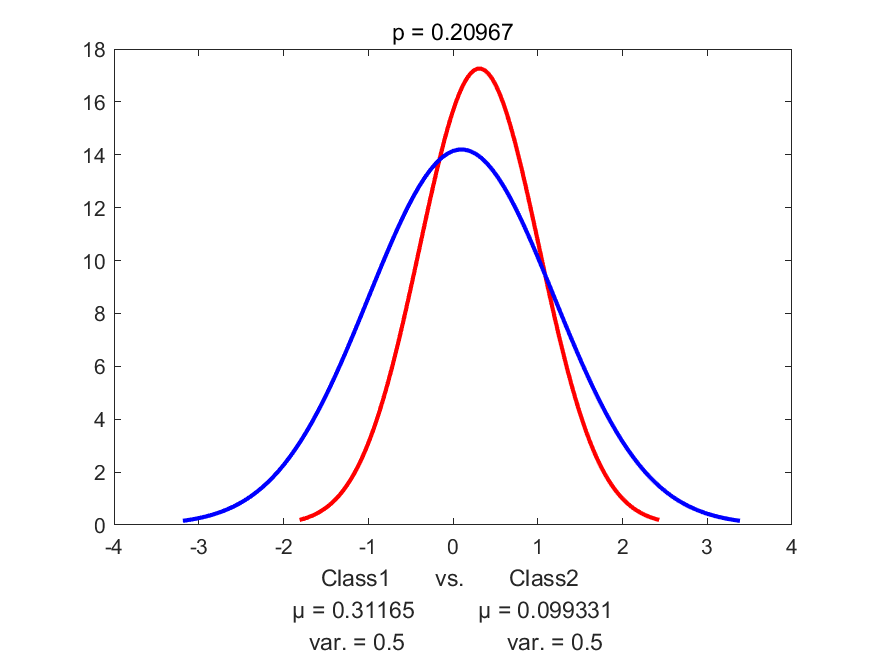 p = 0.20967
18
16
14
12
10
8
6
4
2
0
-4 -3 -2 -1 0 1 2 3 4
Class1 vs. Class2
μ = 0.31165 μ = 0.099331
var. = 0.5 var. = 0.5